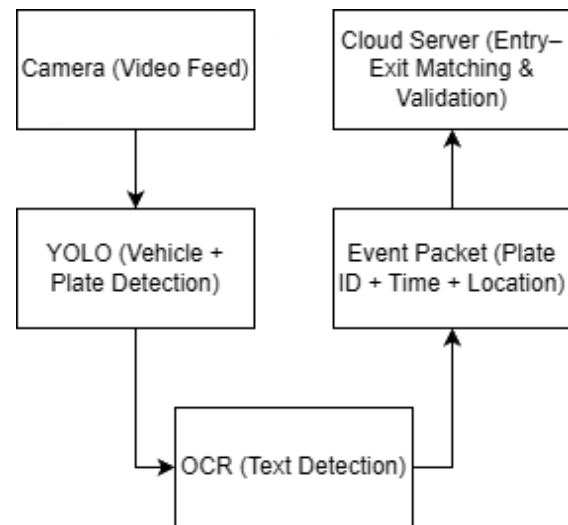 Camera (Video Feed)
YOLO (Vehicle +
Plate Detection)
OCR (Text Detection)
Event Packet (Plate
ID + Time + Location)
Cloud Server (Entry–
Exit Matching &
Validation)